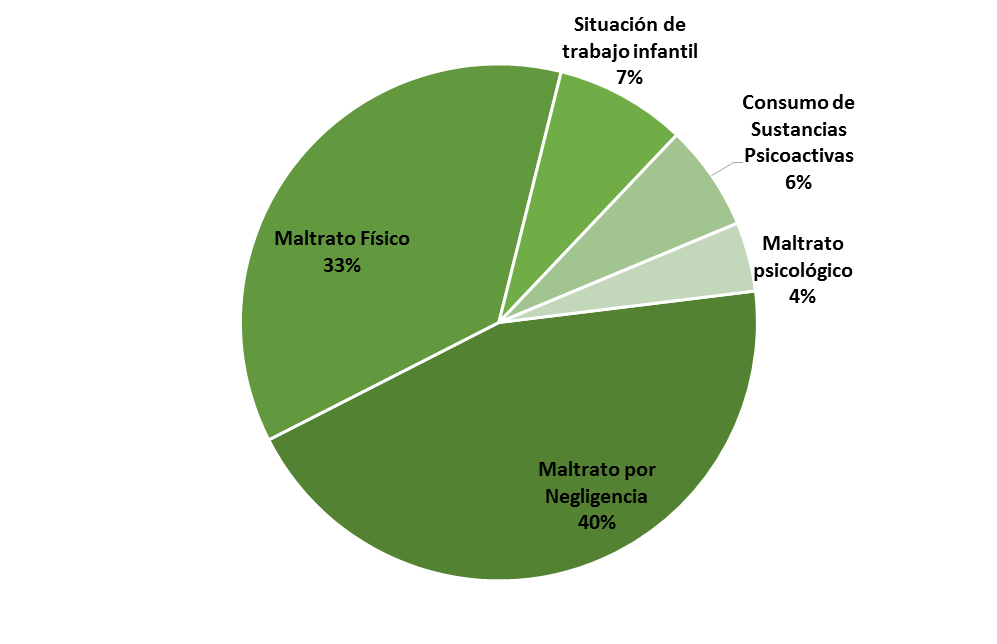 Situación de
trabajo infantil
7%
Consumo de
Sustancias
Psicoactivas
6%
Maltrato
psicológico
4%
Maltrato Físico
33%
Maltrato por
Negligencia
40%